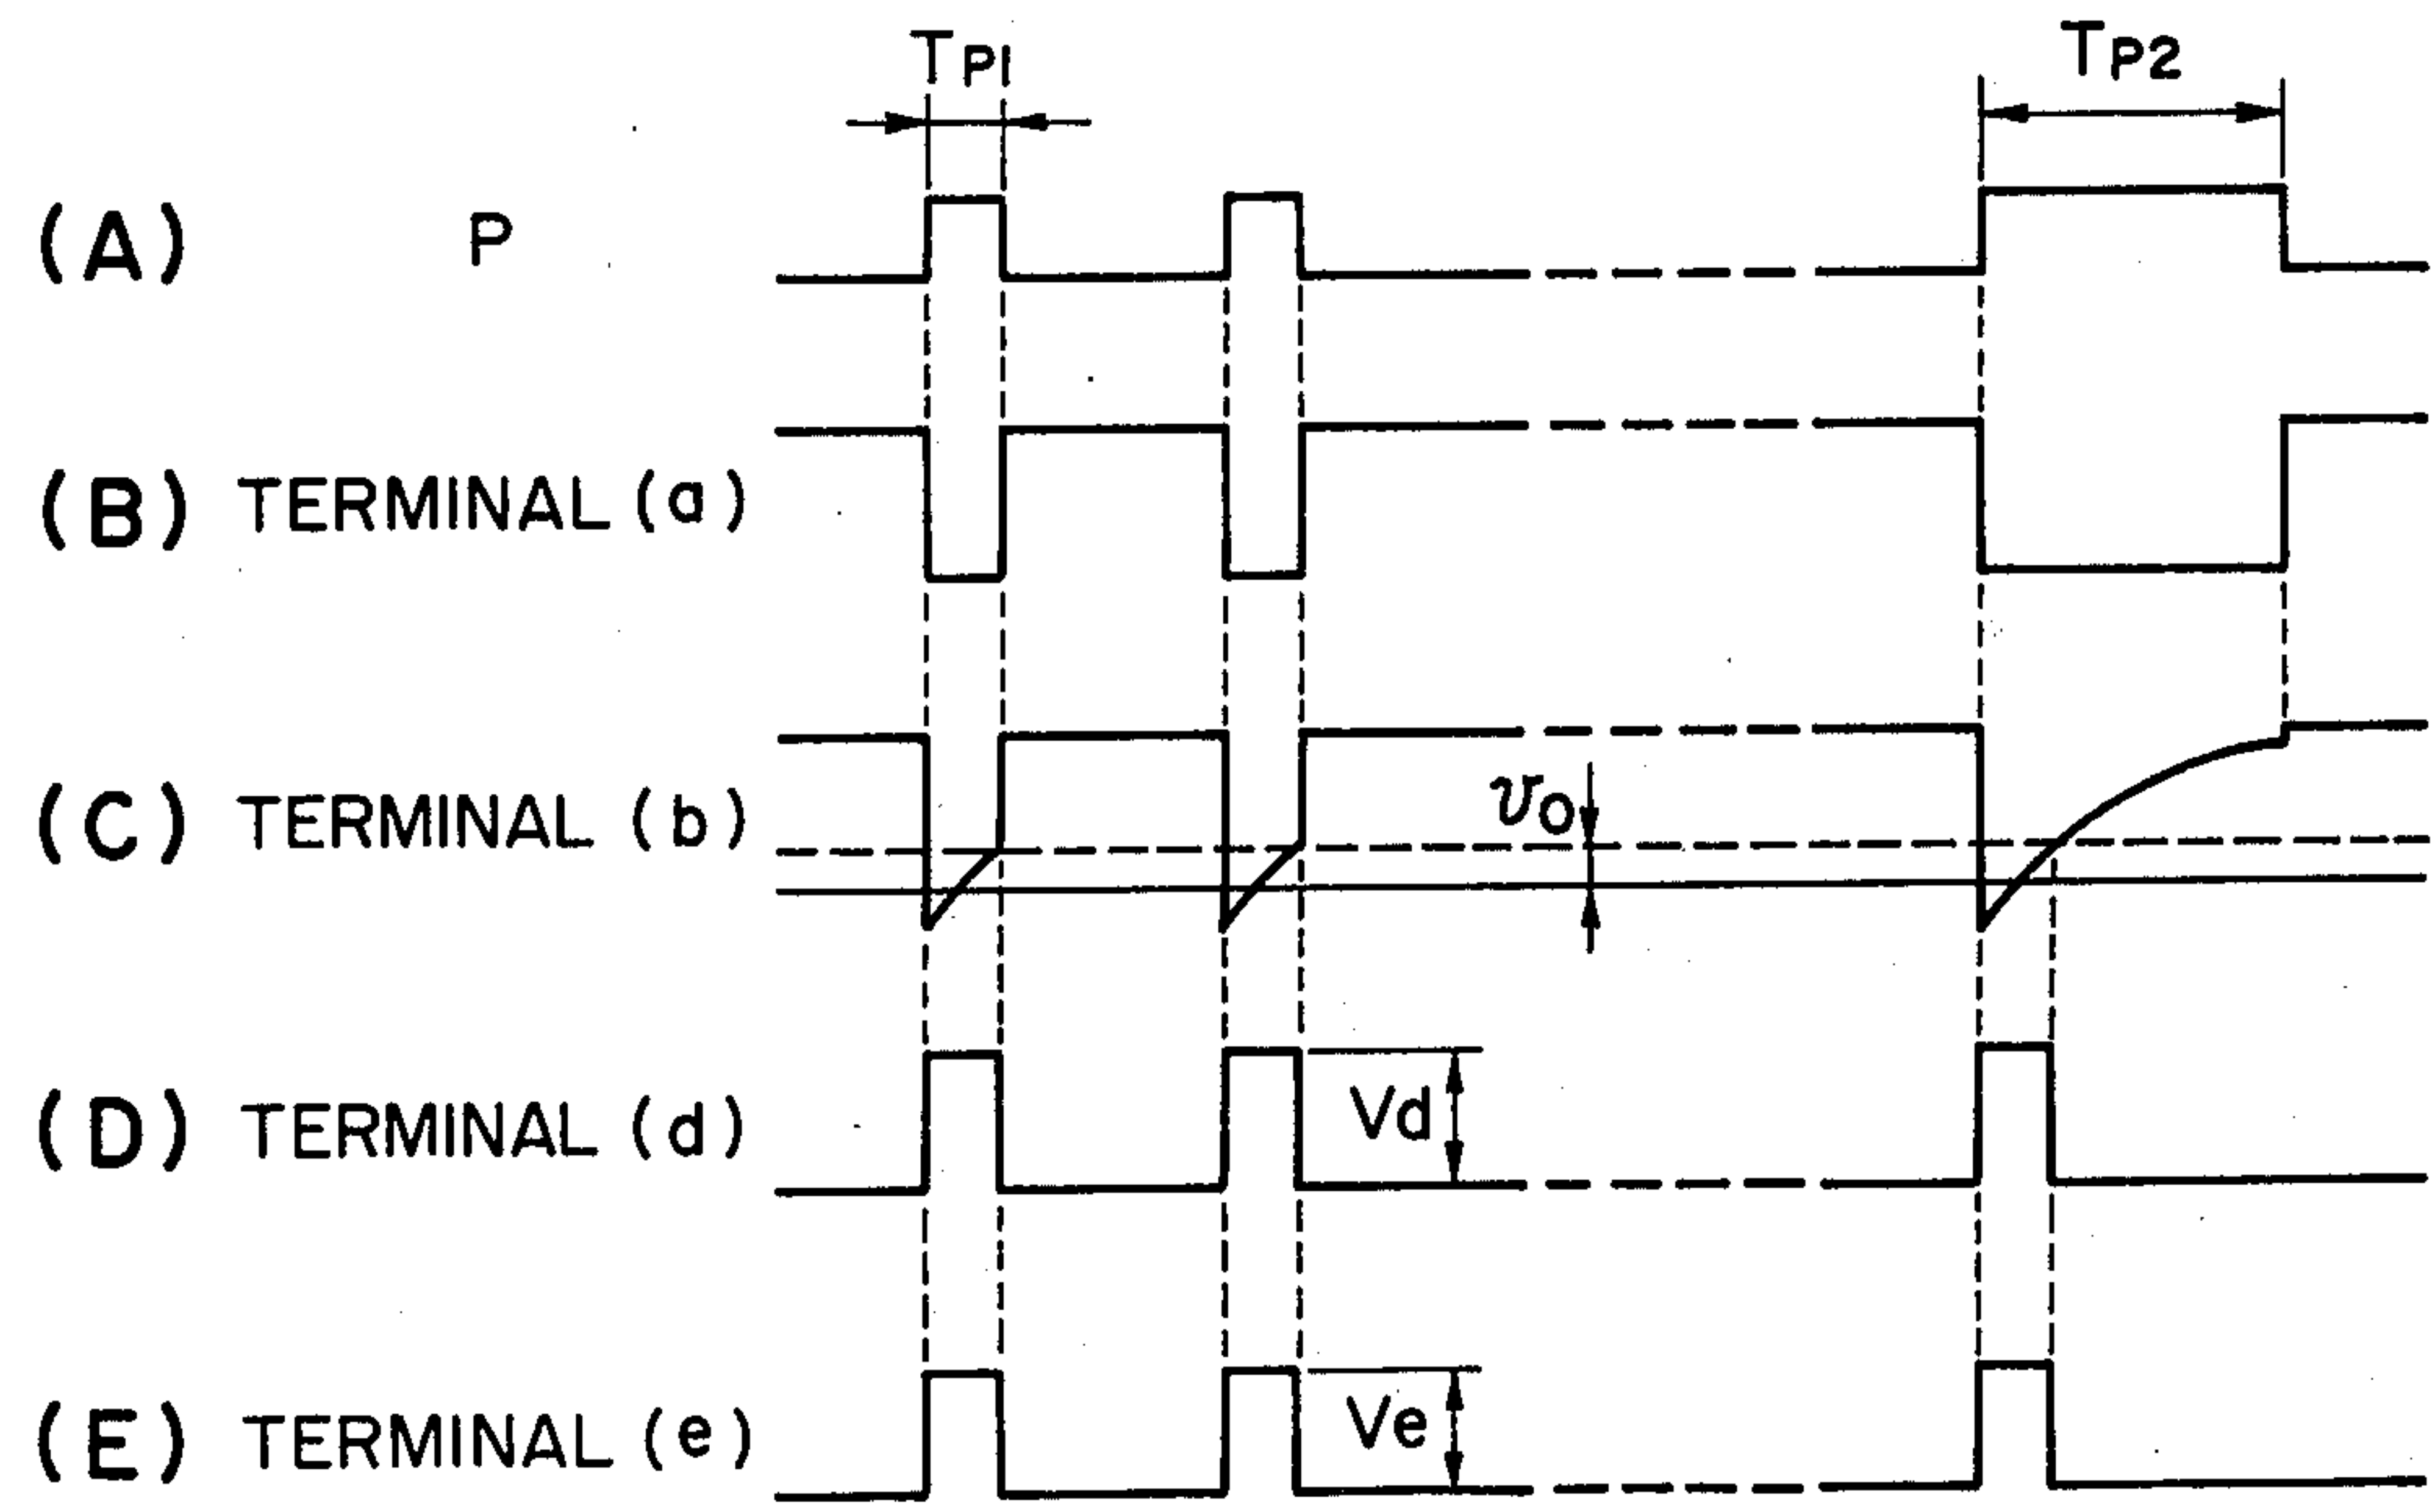 TP1 TP2
(A) P
(B) TERMINAL (a)
(C) TERMINAL (b) v0
(D) TERMINAL (d) Vd
(E) TERMINAL (e) Ve